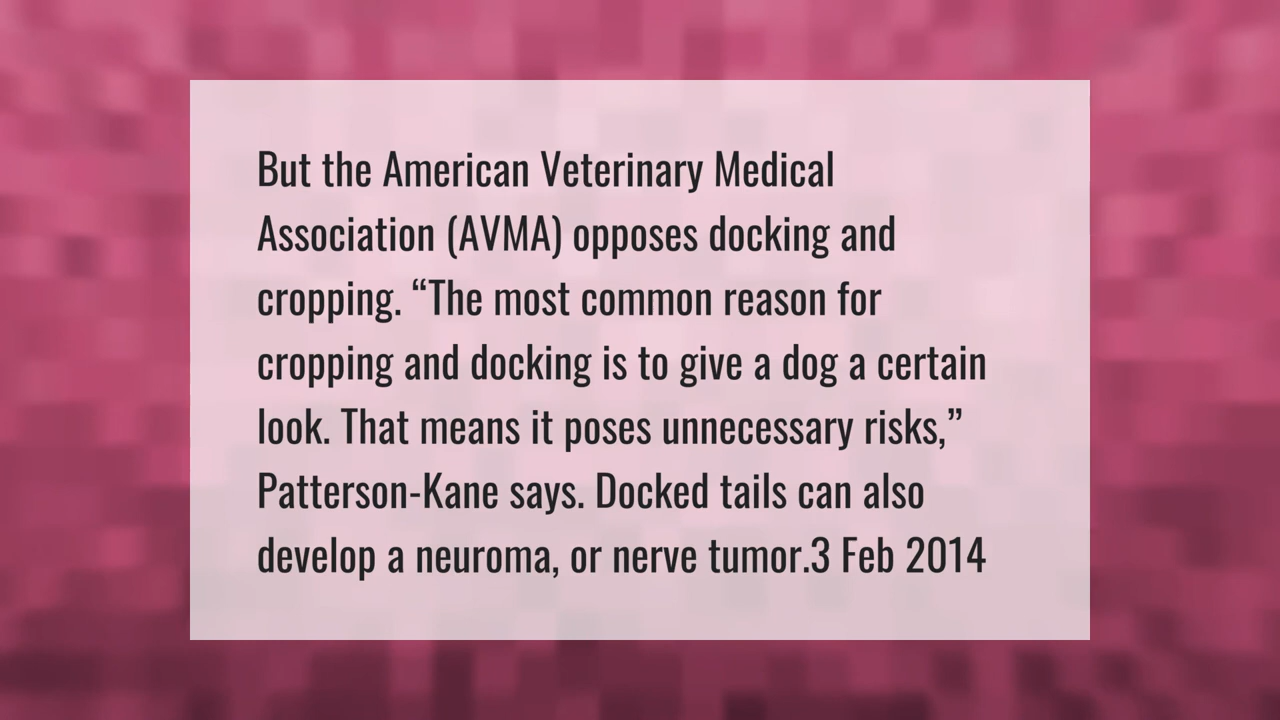 But the American Veterinary Medical
Association (AVMA) opposes docking and
cropping. “The most common reason for
cropping and docking is to give a dog a certain
look. That means it poses unnecessary risks,”
Patterson-Kane says. Docked tails can also
develop a neuroma, or nerve tumor.3 Feb 2014